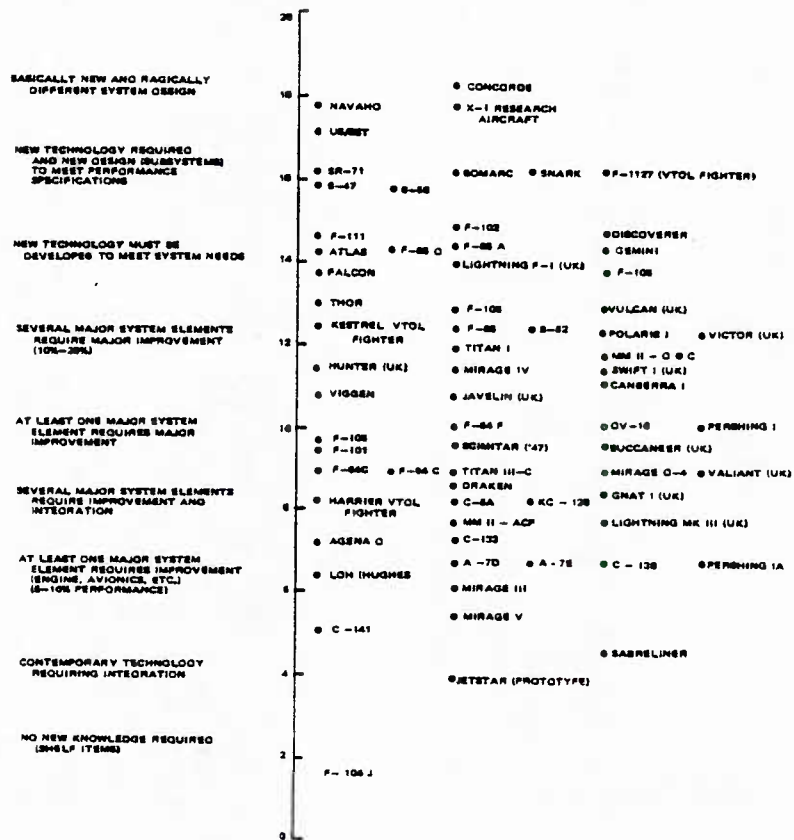 20
BASICALLY NEW AND RADICALLY
DIFFERENT SYSTEM DESIGN
18
NAVAHO
CONCORDE
X-1 RESEARCH
AIRCRAFT
NEW TECHNOLOGY REQUIRED
AND NEW DESIGN (SUBSYSTEMS)
TO MEET PERFORMANCE
SPECIFICATIONS
16
SR-71
BOMARC
SNARK
F-1127 (VTOL FIGHTER)
NEW TECHNOLOGY MUST BE
DEVELOPED TO MEET SYSTEM NEEDS
14
F-111
F-102
DISCOVERER
ATLAS
GEMINI
FALCON
LIGHTNING F-1 (UK)
THOR
VULCAN (UK)
SEVERAL MAJOR SYSTEM ELEMENTS
REQUIRE MAJOR IMPROVEMENT
12
KESTREL VTOL
FIGHTER
B-52
POLARIS I
VICTOR (UK)
TITAN I
HUNTER (UK)
MIRAGE IV
SWIFT I (UK)
CANBERRA I
VIGGEN
JAVELIN (UK)
AT LEAST ONE MAJOR SYSTEM
ELEMENT REQUIRES MAJOR
IMPROVEMENT
10
F-84 F
OV-10
PERSHING I
F-101
('47)
BUCCANEER (UK)
TITAN III-C
VALIANT (UK)
DRAKEN
SEVERAL MAJOR SYSTEM ELEMENTS
REQUIRE IMPROVEMENT AND
INTEGRATION
8
HARRIER VTOL
FIGHTER
C-5A
GNAT I (UK)
LIGHTNING MK III (UK)
C-133
AT LEAST ONE MAJOR SYSTEM
ELEMENT REQUIRES IMPROVEMENT
(ENGINE, AVIONICS, ETC.)
(5-10% PERFORMANCE)
6
A-7D
A-7E
PERSHING IA
LOH (HUGHES
MIRAGE III
MIRAGE V
C-141
CONTEMPORARY TECHNOLOGY
REQUIRING INTEGRATION
4
SABRELINER
JETSTAR (PROTOTYPE)
NO NEW KNOWLEDGE REQUIRED
(SHELF ITEMS)
2
F-104 J
0